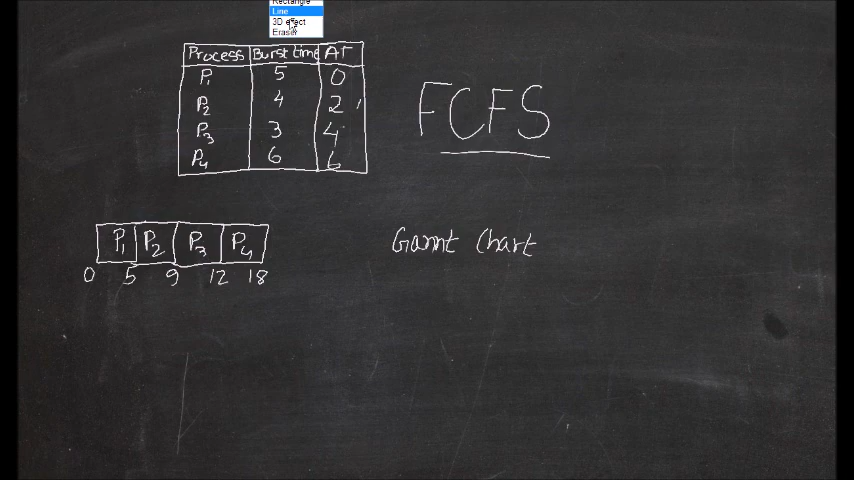 Rectangle
Line
3D effect
Eraser
Process Burst time AT
P1 5 0
P2 4 2
P3 3 4
P4 6 6
FCFS
P1 P2 P3 P4
0 5 9 12 18
Gannt Chart